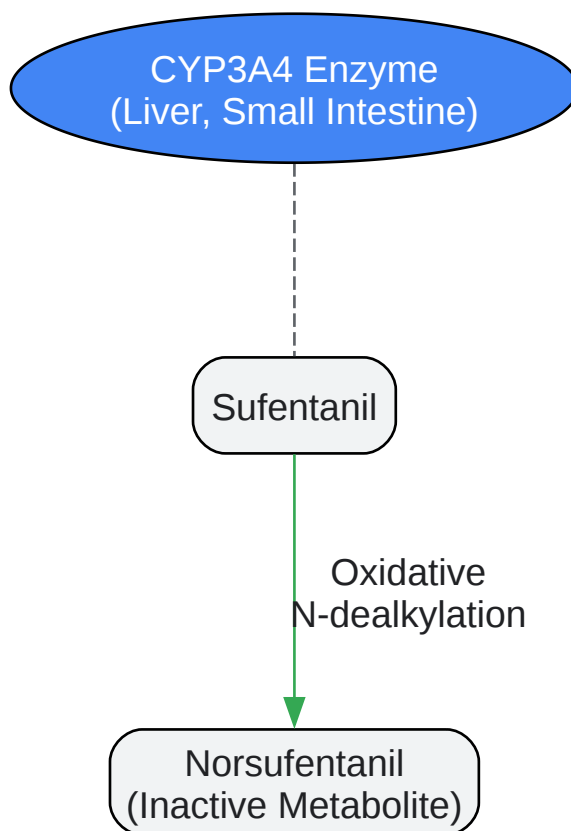 CYP3A4 Enzyme
(Liver, Small Intestine)
Sufentanil
Oxidative
N-dealkylation
Norsufentanil
(Inactive Metabolite)